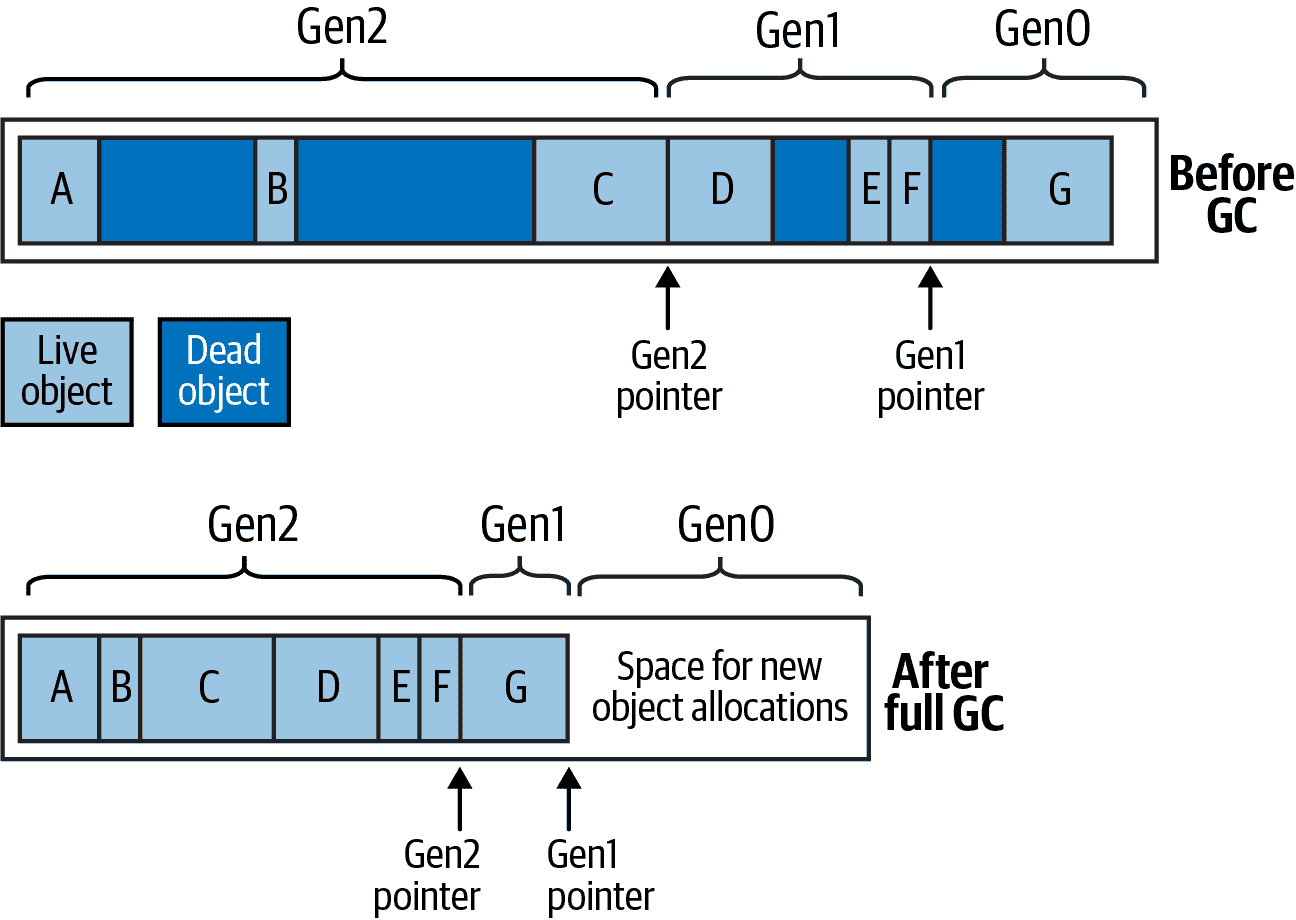 Gen2
Gen1
Gen0
A
B
C
D
E
F
G
Before
GC
Live
object
Dead
object
Gen2
pointer
Gen1
pointer
Gen2
Gen1
Gen0
A
B
C
D
E
F
G
Space for new
object allocations
After
full GC
Gen2
pointer
Gen1
pointer